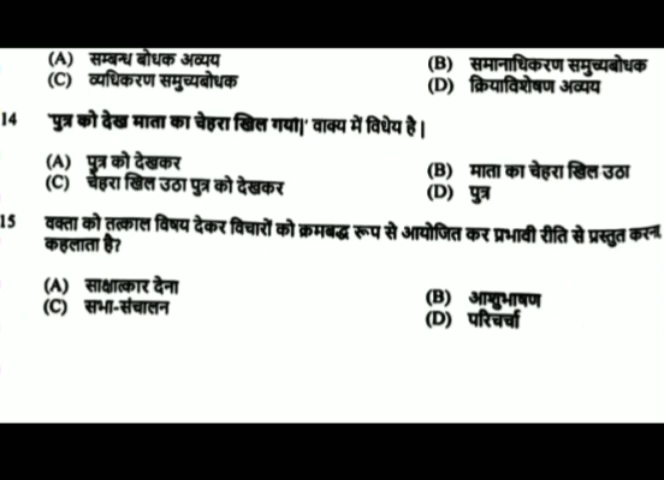 (A) सम्बन्ध बोधक अव्यय (B) समानाधिकरण समुच्यबोधक
(C) व्यधिकरण समुच्यबोधक (D) क्रियाविशेषण अव्यय
14 'पुत्र को देख माता का चेहरा खिल गया|' वाक्य में विधेय है |
(A) पुत्र को देखकर (B) माता का चेहरा खिल उठा
(C) चेहरा खिल उठा पुत्र को देखकर (D) पुत्र
15 वक्ता को तत्काल विषय देकर विचारों को क्रमबद्ध रूप से आयोजित कर प्रभावी रीति से प्रस्तुत करना
कहलाता है?
(A) साक्षात्कार देना (B) आशुभाषण
(C) सभा-संचालन (D) परिचर्चा